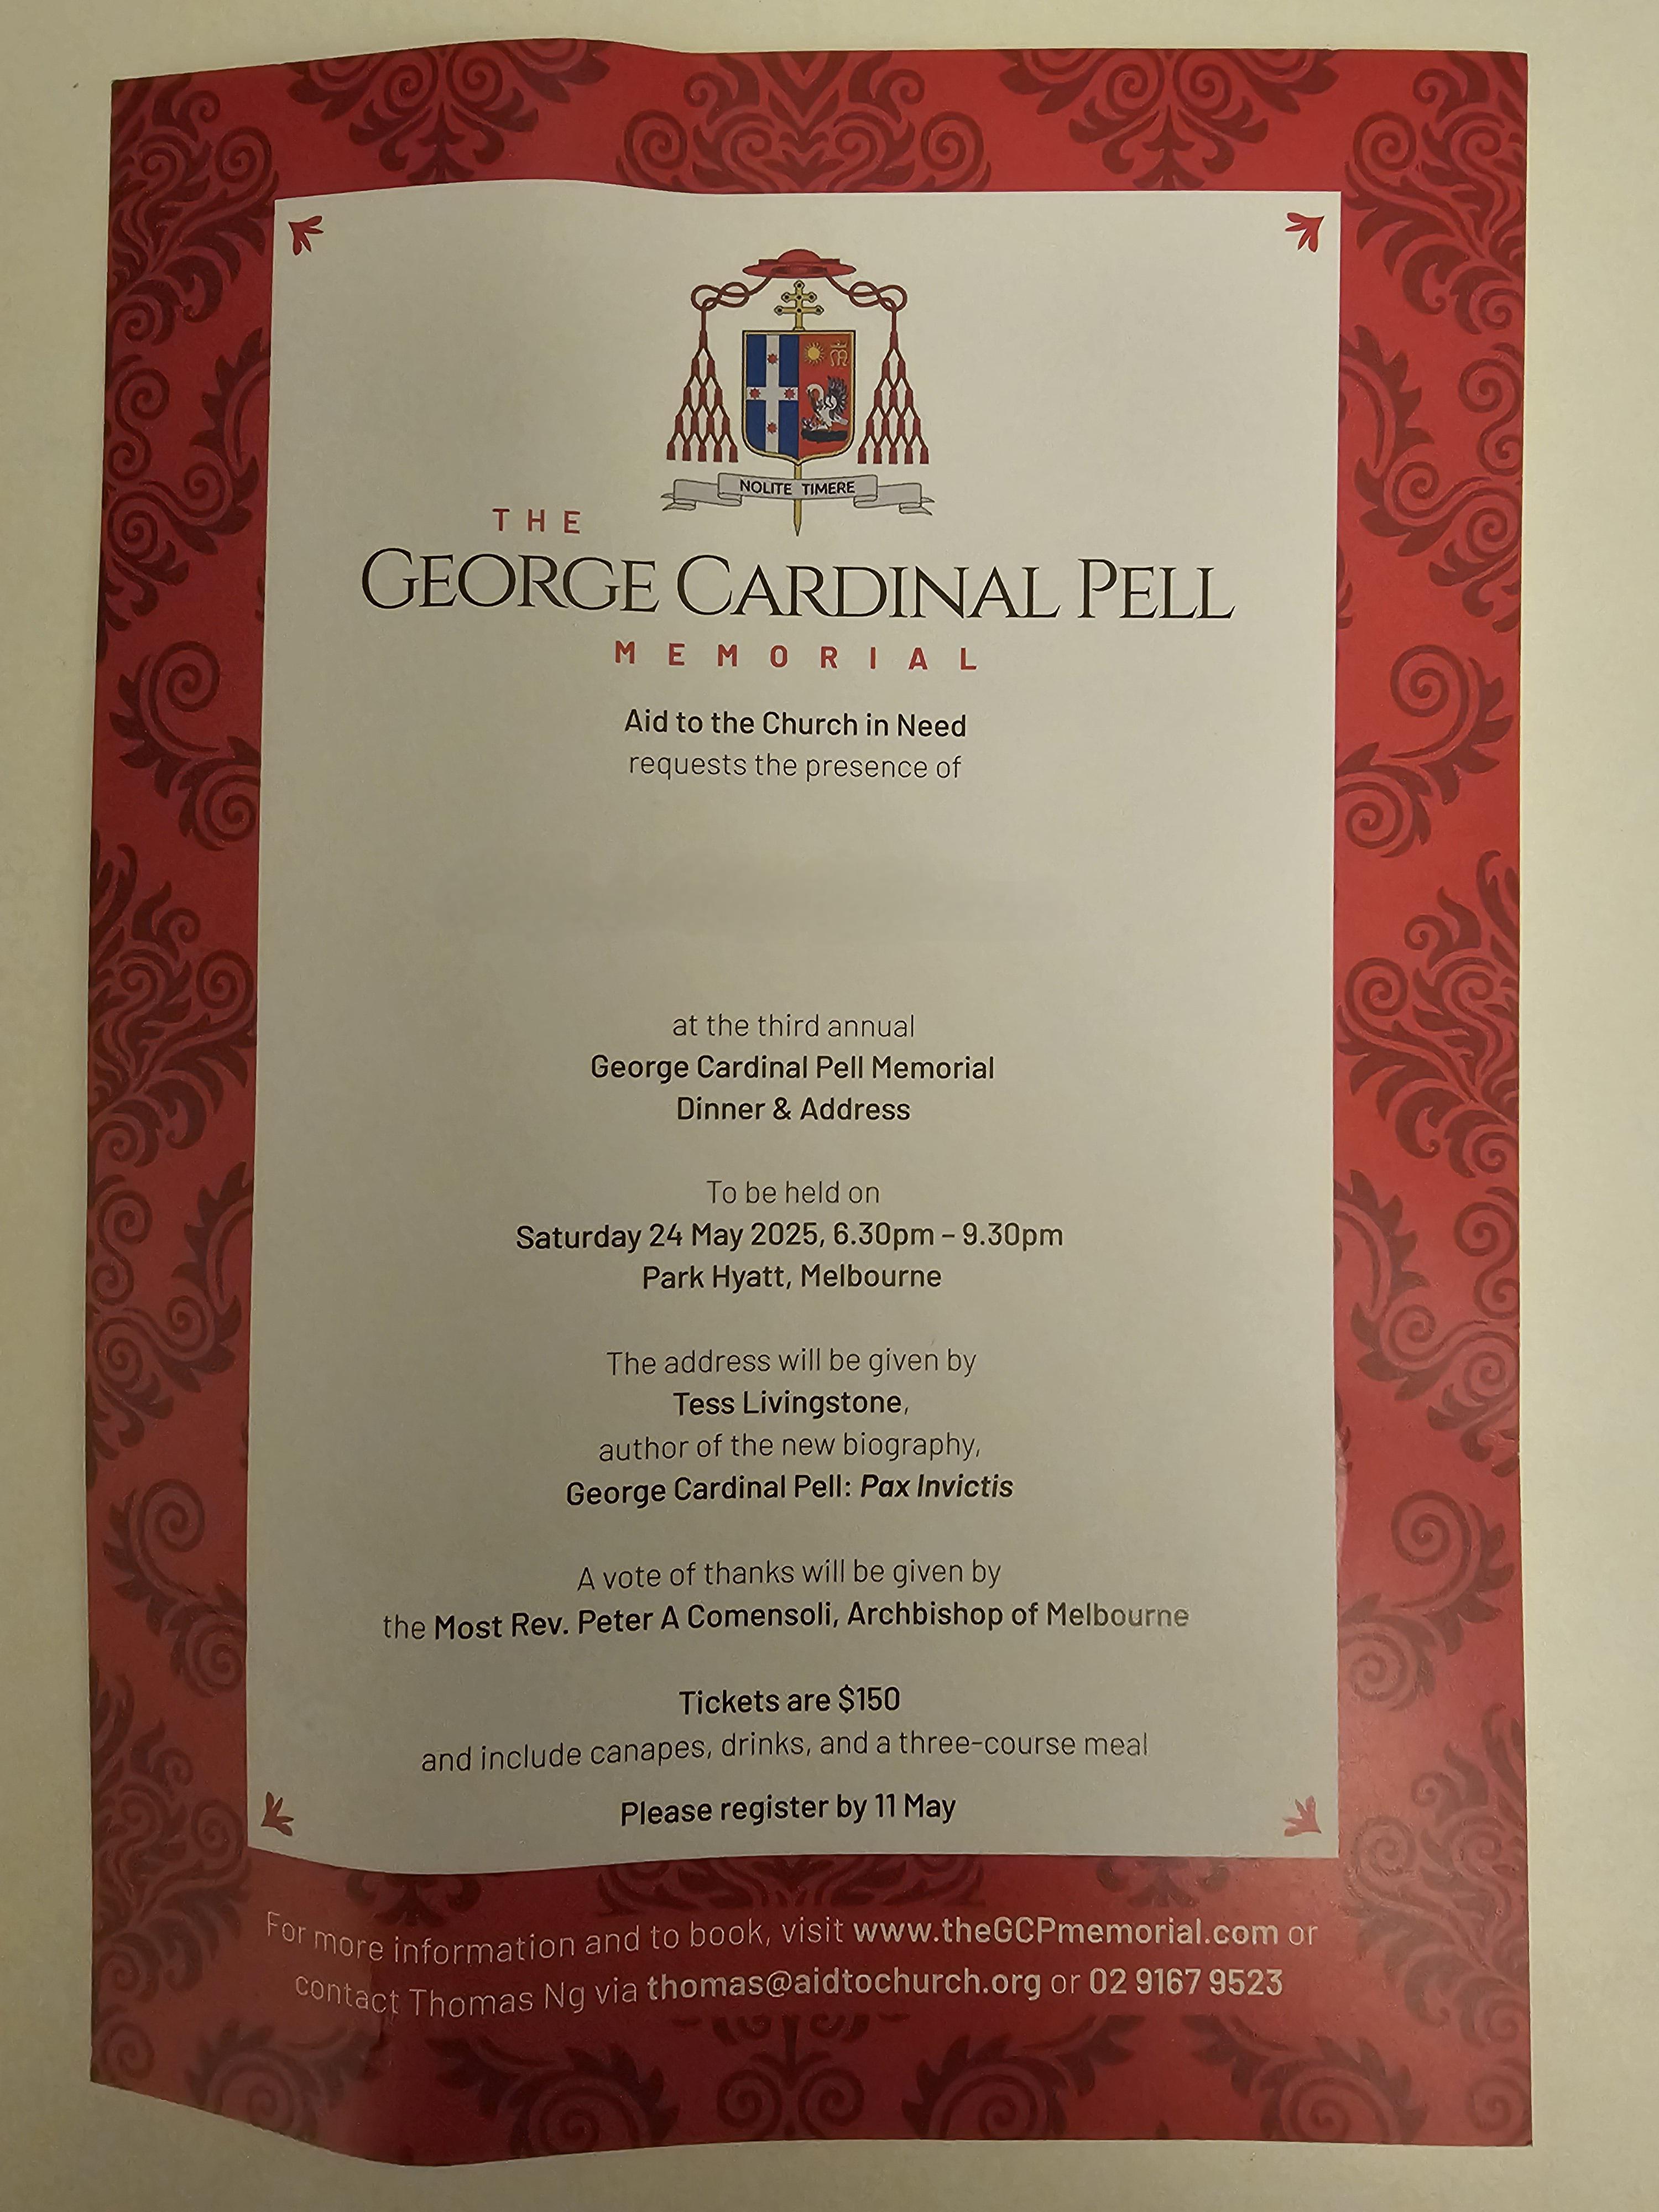 NOLITE TIMERE
THE
GEORGE CARDINAL PELL
MEMORIAL
Aid to the Church in Need
requests the presence of
at the third annual
George Cardinal Pell Memorial
Dinner & Address
To be held on
Saturday 24 May 2025, 6.30pm – 9.30pm
Park Hyatt, Melbourne
The address will be given by
Tess Livingstone,
author of the new biography,
George Cardinal Pell: Pax Invictis
A vote of thanks will be given by
the Most Rev. Peter A Comensoli, Archbishop of Melbourne
Tickets are $150
and include canapes, drinks, and a three-course meal
Please register by 11 May
For more information and to book, visit www.theGCPmemorial.com or
contact Thomas Ng via thomas@aidtochurch.org or 02 9167 9523